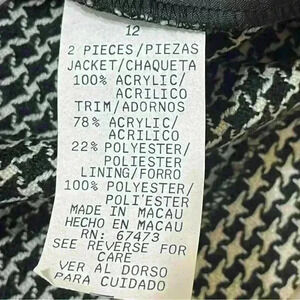 12
2 PIECES/PIEZAS
JACKET/CHAQUETA
100% ACRYLIC/
ACRILICO
TRIM/ADORNOS
78% ACRYLIC/
ACRILICO
22% POLYESTER/
POLIESTER
LINING/FORRO
100% POLYESTER/
POLI'ESTER
MADE IN MACAU
HECHO EN MACAU
RN: 67473
SEE REVERSE FOR
CARE
VER AL DORSO
PARA CUIDADO